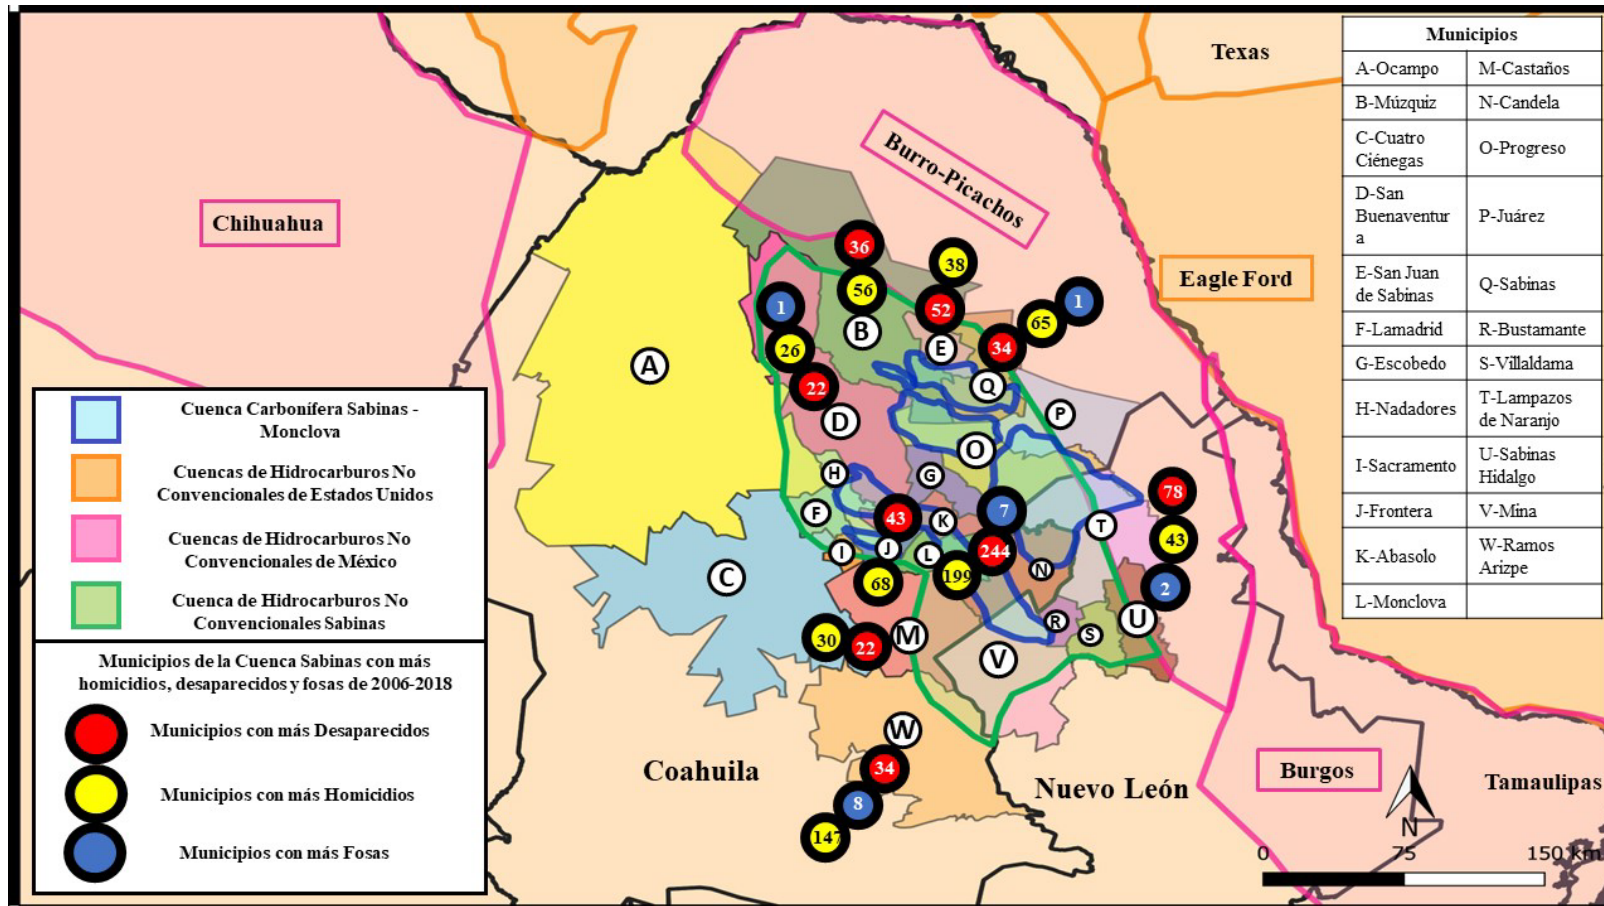 Texas
Burro-Picachos
Chihuahua
Eagle Ford
Burgos
Tamaulipas
Coahuila
Nuevo León
36
38
56
52
1
65
1
34
26
22
B
E
A
Q
D
P
O
H
G
F
43
K
7
78
T
43
I
J
L
244
N
199
68
C
2
U
R
S
30
22
M
V
W
34
8
147
Municipios
A-Ocampo
M-Castaños
B-Múzquiz
N-Candela
C-Cuatro
Ciénegas
O-Progreso
D-San
Buenaventur
a
P-Juárez
E-San Juan
de Sabinas
Q-Sabinas
F-Lamadrid
R-Bustamante
G-Escobedo
S-Villaldama
H-Nadadores
T-Lampazos
de Naranjo
I-Sacramento
U-Sabinas
Hidalgo
J-Frontera
V-Mina
K-Abasolo
W-Ramos
Arizpe
L-Monclova
Cuenca Carbonífera Sabinas -
Monclova
Cuencas de Hidrocarburos No
Convencionales de Estados Unidos
Cuencas de Hidrocarburos No
Convencionales de México
Cuenca de Hidrocarburos No
Convencionales Sabinas
Municipios de la Cuenca Sabinas con más
homicidios, desaparecidos y fosas de 2006-2018
Municipios con más Desaparecidos
Municipios con más Homicidios
Municipios con más Fosas
N
0 75 150 km